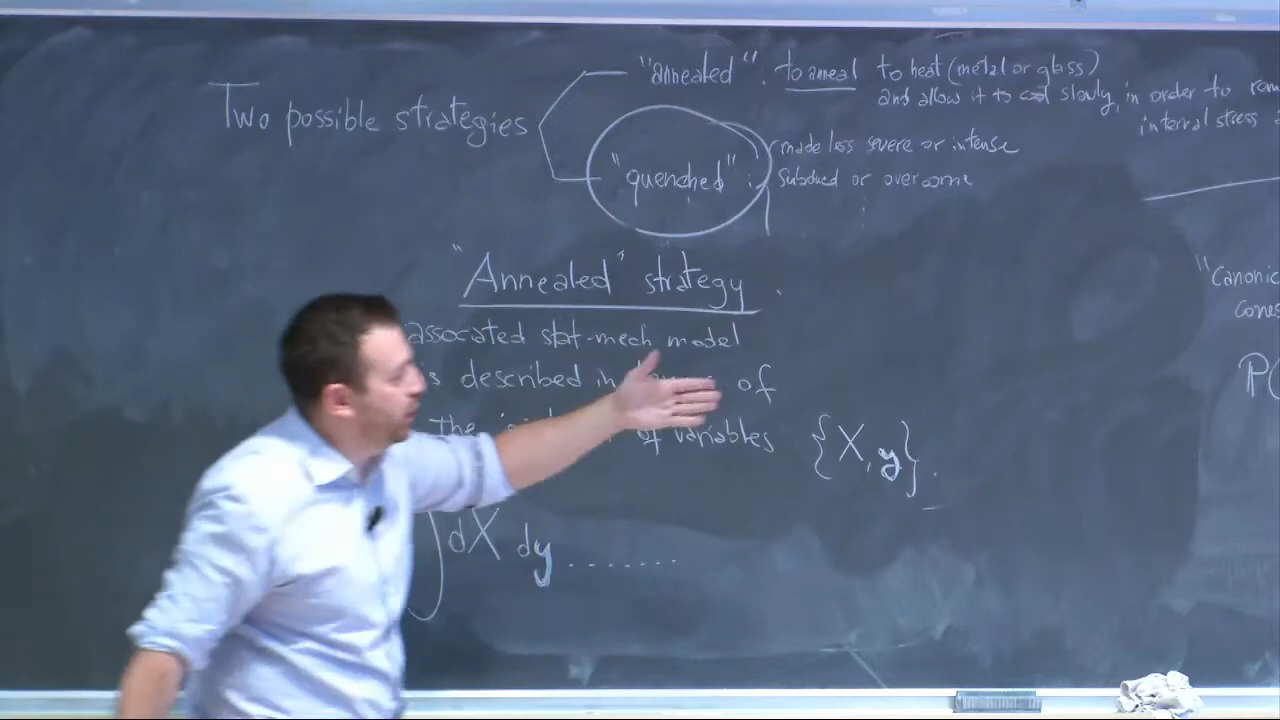 "annealed". to anneal to heat (metal or glass)
and allow it to cool slowly, in order to
internal stress
Two possible strategies
"quenched": made less severe or intense
subdued or overcome
"Annealed" strategy.
associated stat-mech model
is described in of
the of variables {X, y}.
∫dX dy .......
"Canonic
P(